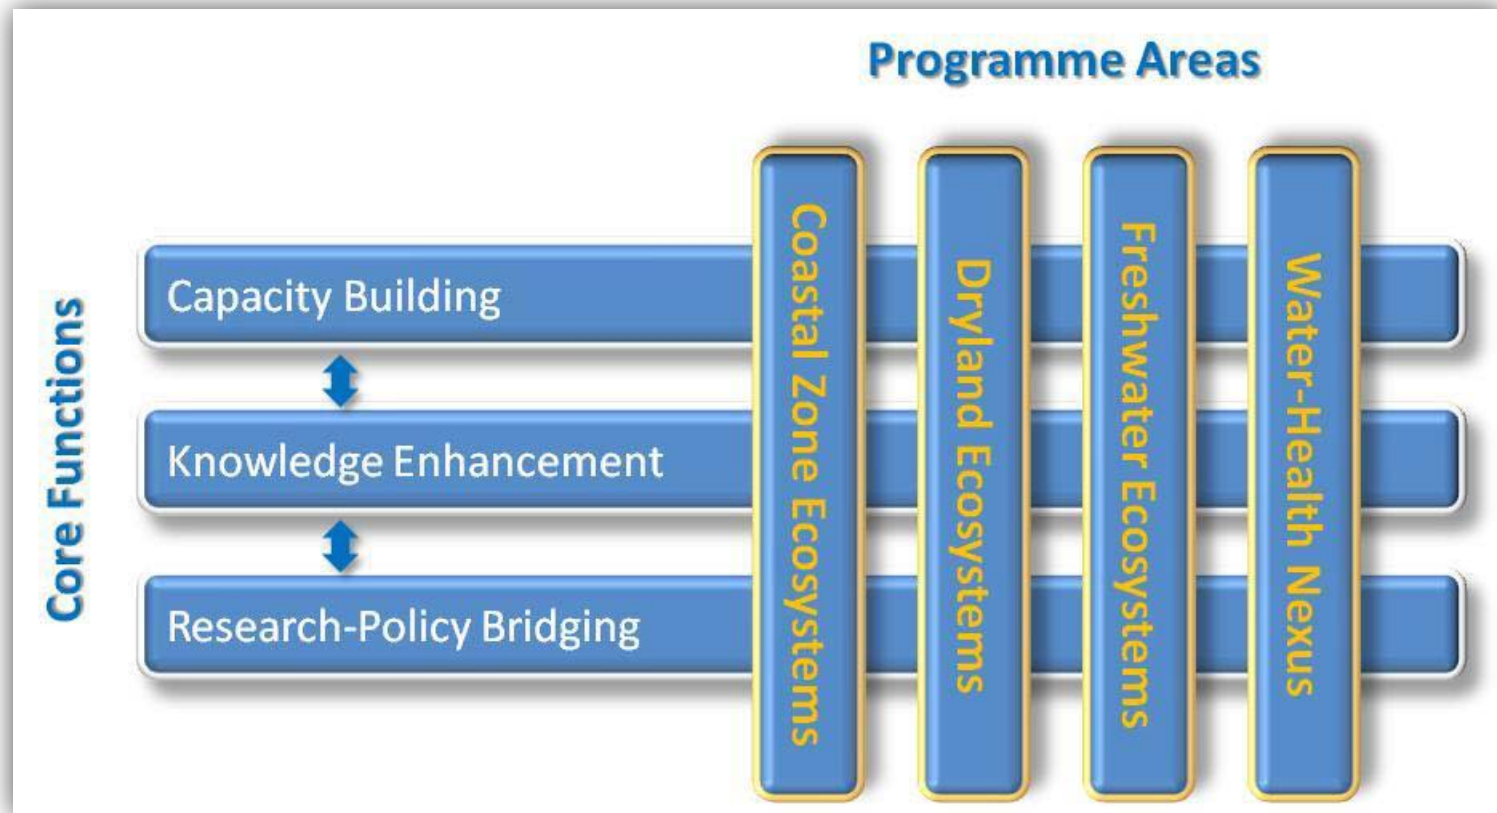 Programme Areas
Core Functions
Capacity Building
Knowledge Enhancement
Research-Policy Bridging
Coastal Zone Ecosystems
Dryland Ecosystems
Freshwater Ecosystems
Water-Health Nexus